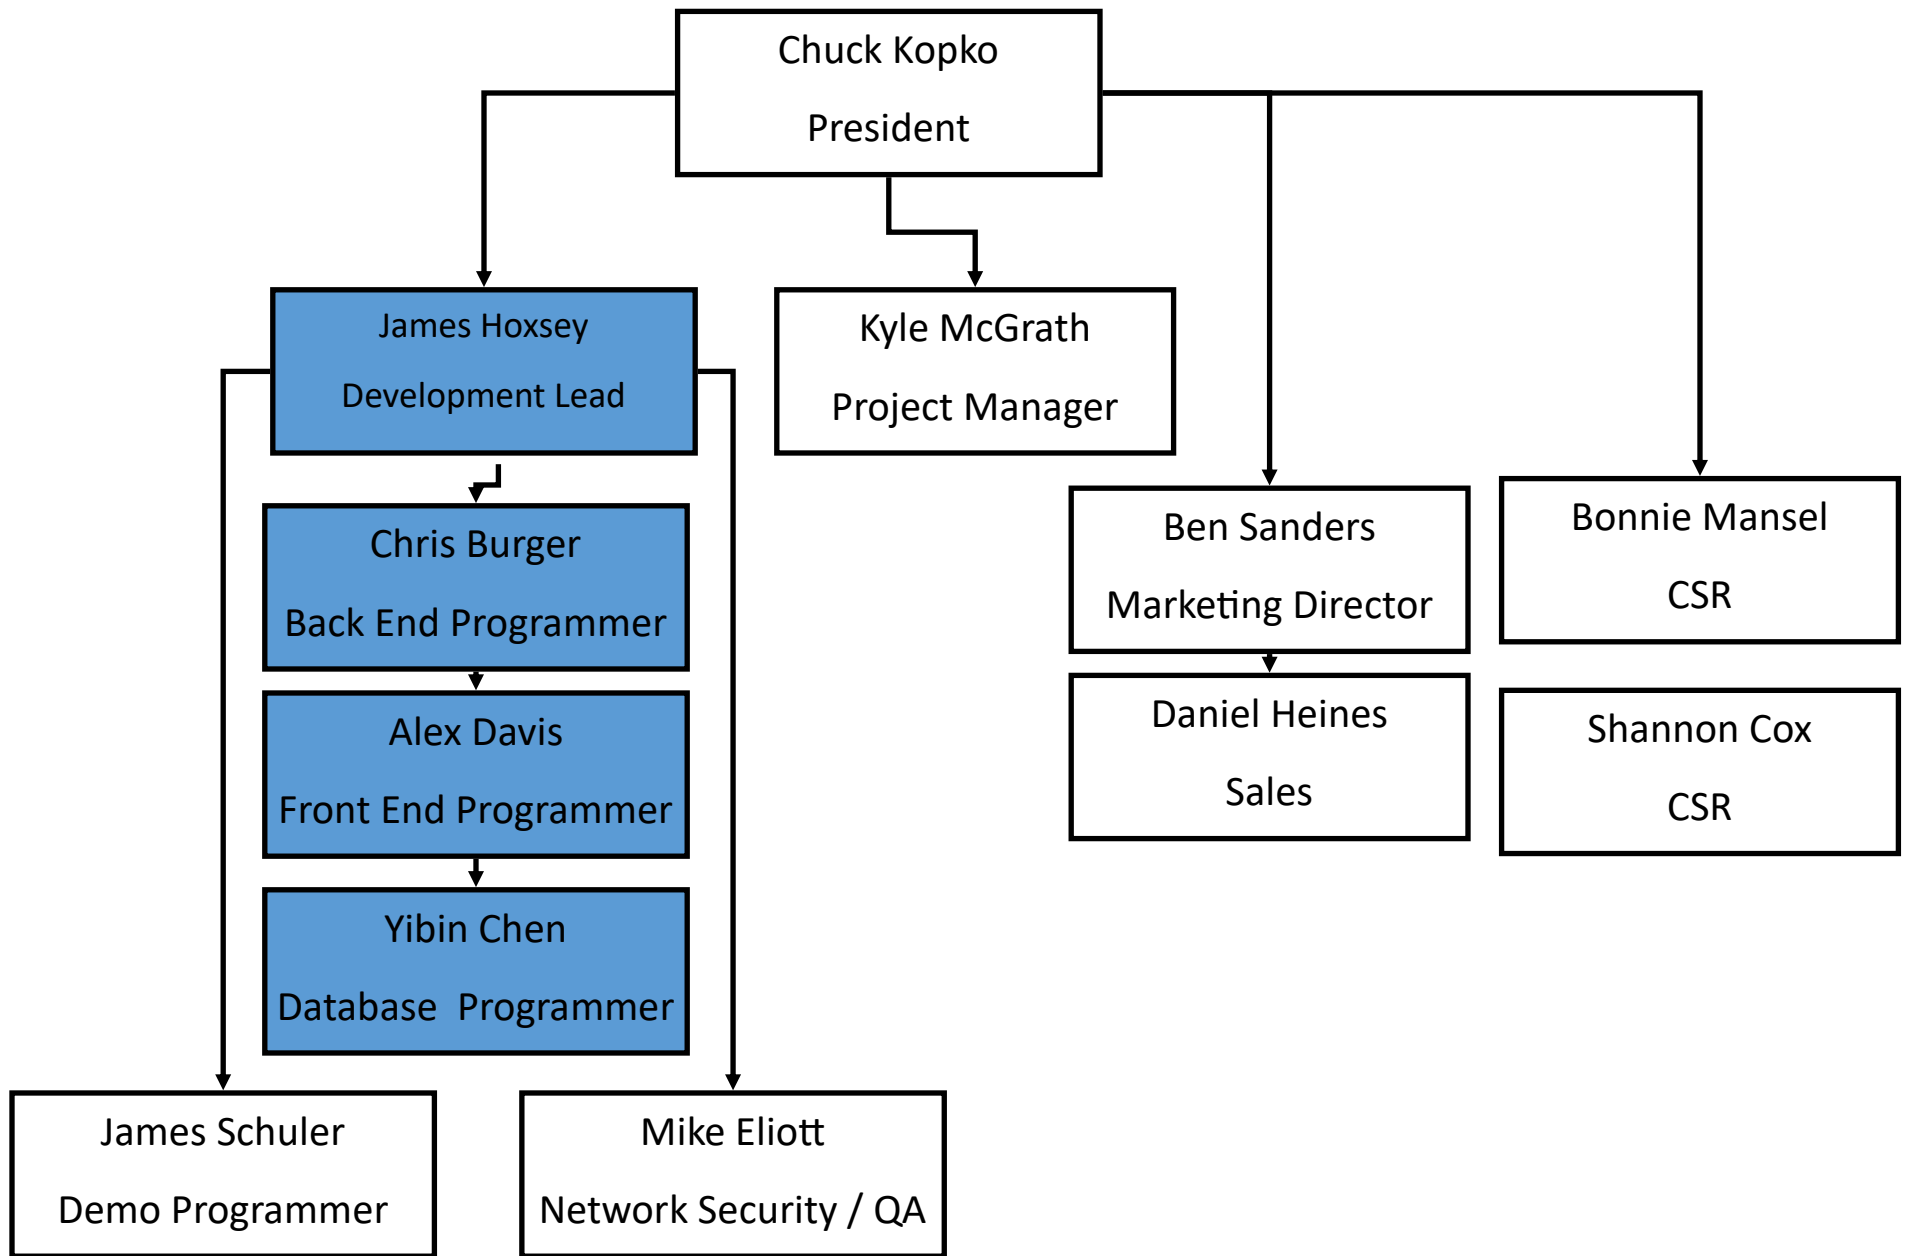 Chuck Kopko
President
James Hoxsey
Development Lead
Kyle McGrath
Project Manager
Chris Burger
Back End Programmer
Ben Sanders
Marketing Director
Bonnie Mansel
CSR
Alex Davis
Front End Programmer
Daniel Heines
Sales
Shannon Cox
CSR
Yibin Chen
Database  Programmer
James Schuler
Demo Programmer
Mike Eliott
Network Security / QA